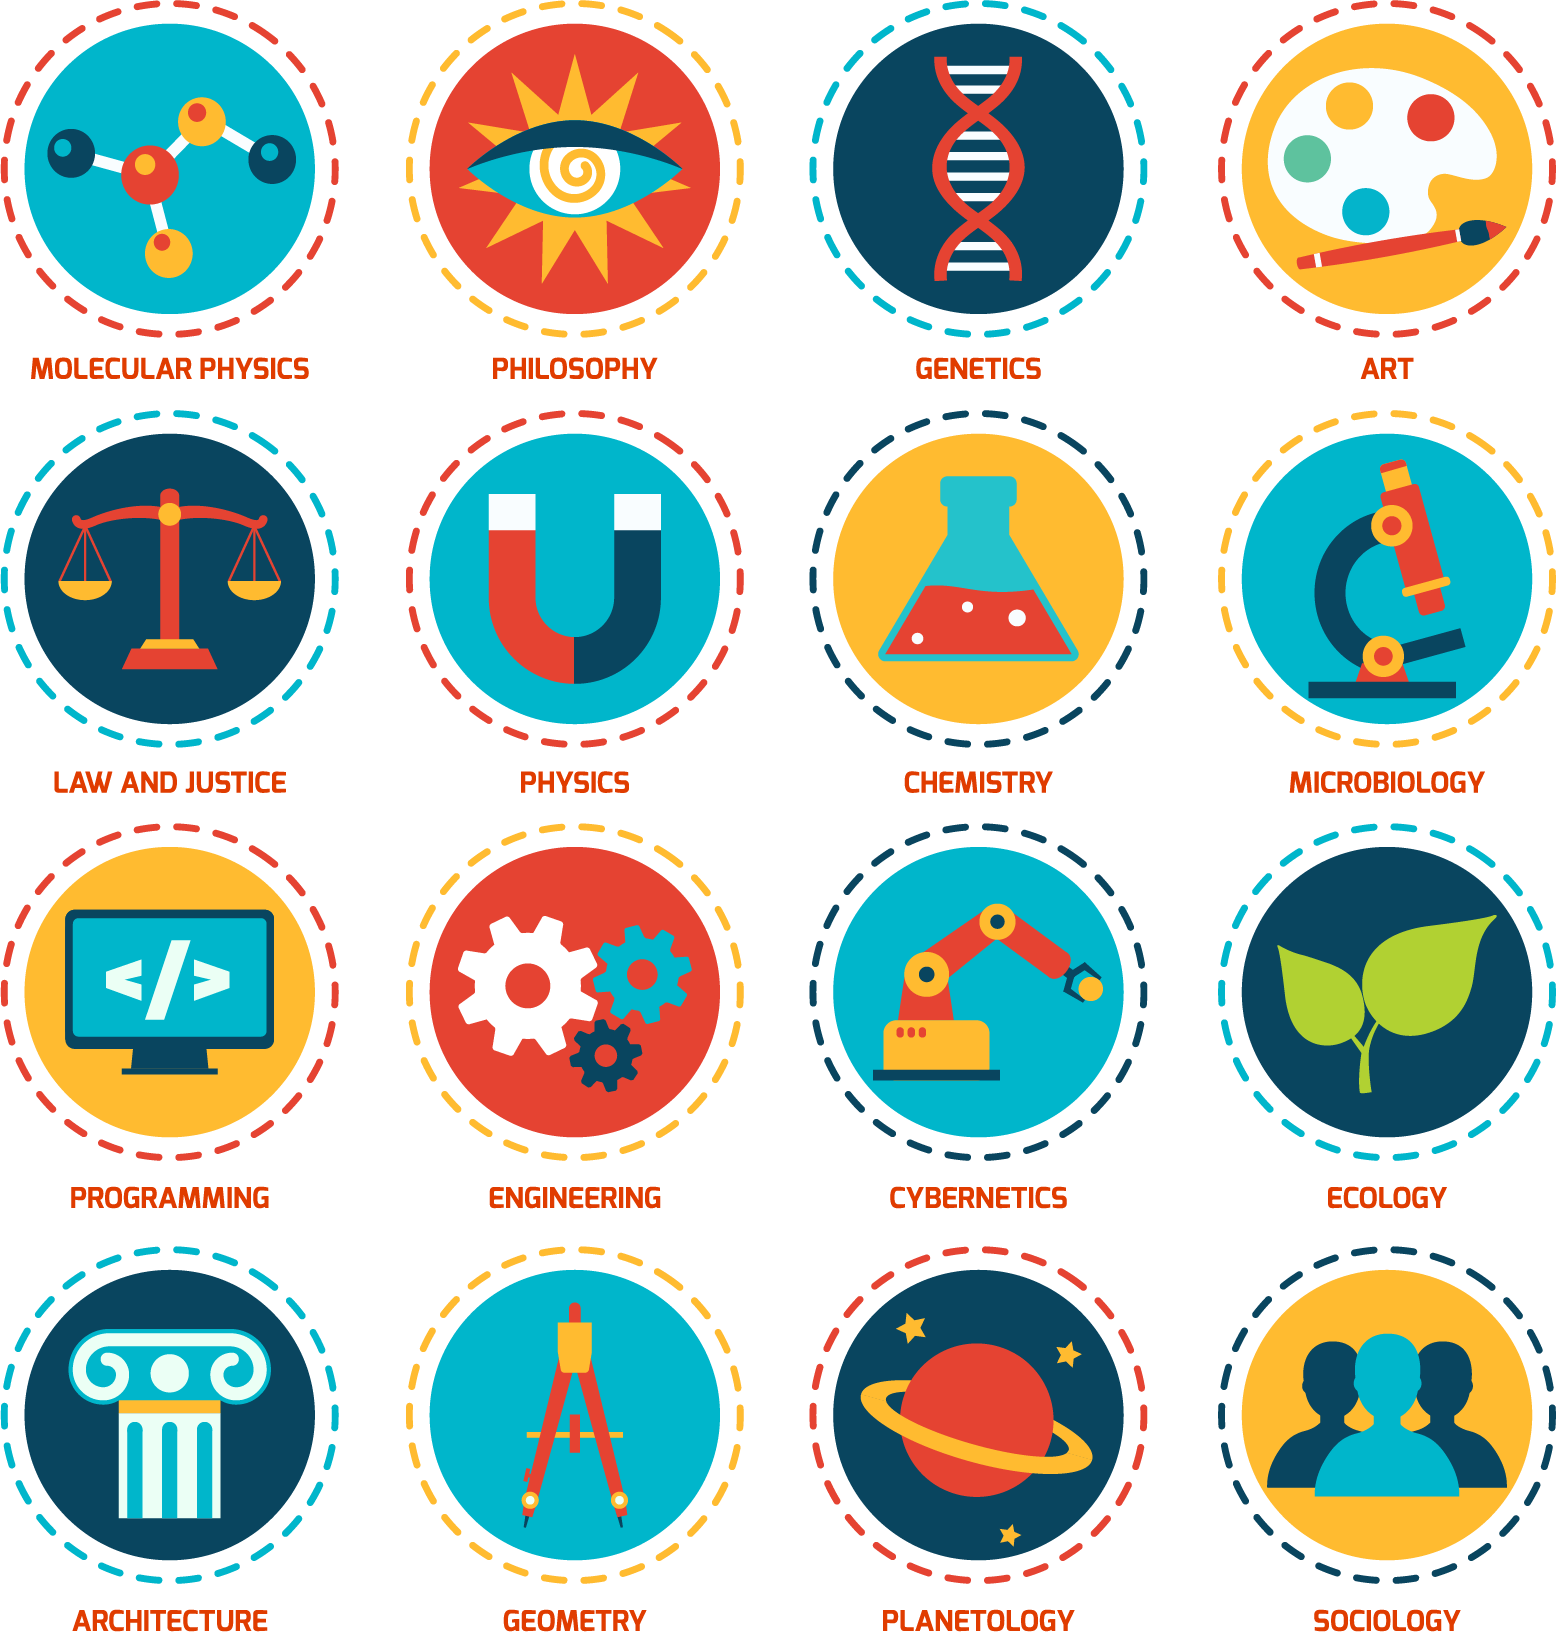 MOLECULAR PHYSICS
PHILOSOPHY
GENETICS
ART
LAW AND JUSTICE
PHYSICS
CHEMISTRY
MICROBIOLOGY
</>
PROGRAMMING
ENGINEERING
CYBERNETICS
ECOLOGY
ARCHITECTURE
GEOMETRY
PLANETOLOGY
SOCIOLOGY